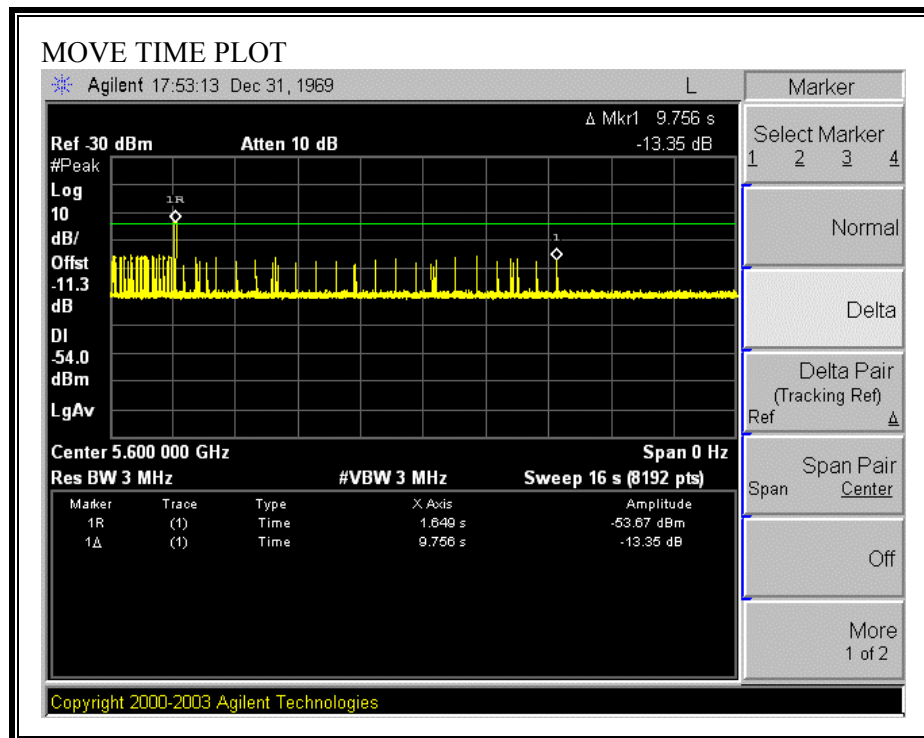 MOVE TIME PLOT
Agilent 17:53:13 Dec 31, 1969 L
Marker
Δ Mkr1 9.756 s
Ref -30 dBm Atten 10 dB -13.35 dB
#Peak
Log
10
dB/
Offst
-11.3
dB
DI
-54.0
dBm
LgAv
1R
1
Center 5.600 000 GHz Span 0 Hz
Res BW 3 MHz #VBW 3 MHz Sweep 16 s (8192 pts)
Marker Trace Type X Axis Amplitude
1R (1) Time 1.649 s -53.67 dBm
1Δ (1) Time 9.756 s -13.35 dB
Select Marker
1 2 3 4
Normal
Delta
Delta Pair
(Tracking Ref)
Ref Δ
Span Pair
Span Center
Off
More
1 of 2
Copyright 2000-2003 Agilent Technologies